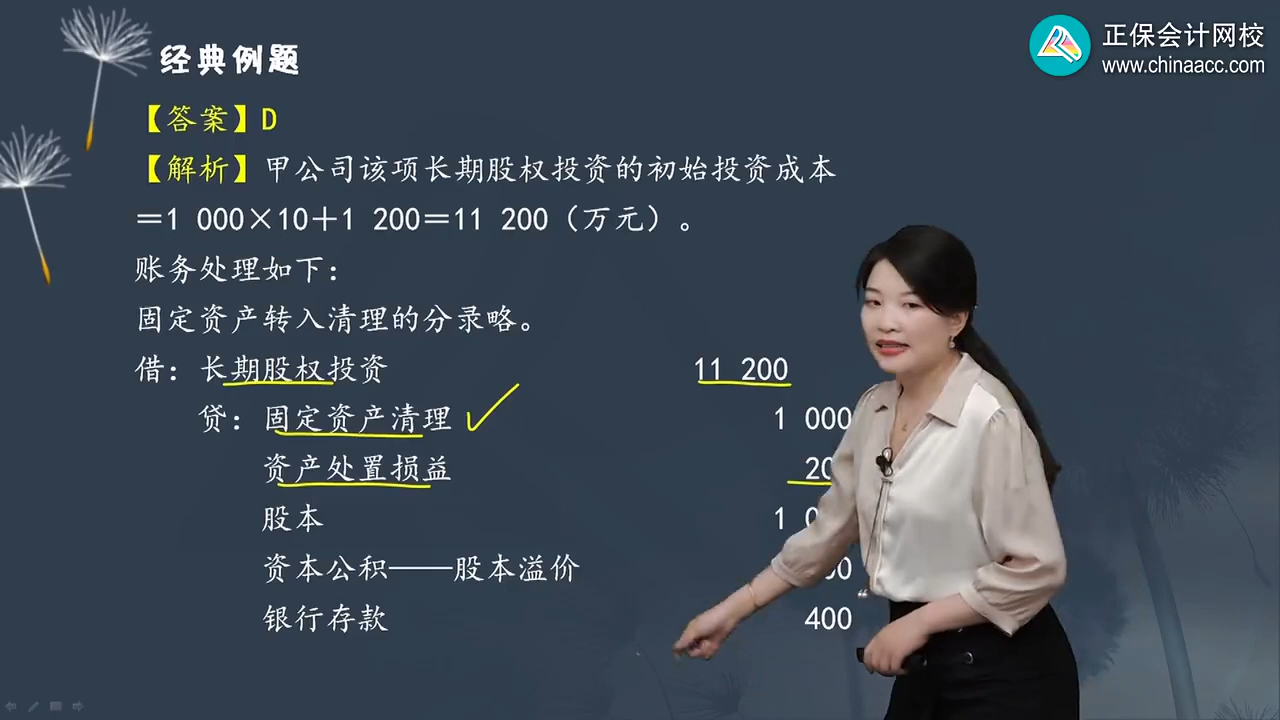 正保会计网校
www.chinaacc.com
经典例题
【答案】D
【解析】甲公司该项长期股权投资的初始投资成本
=1 000×10+1 200=11 200（万元）。
账务处理如下：
固定资产转入清理的分录略。
借：长期股权投资 11 200
贷：固定资产清理 1 000
资产处置损益
股本
资本公积——股本溢价
银行存款 400